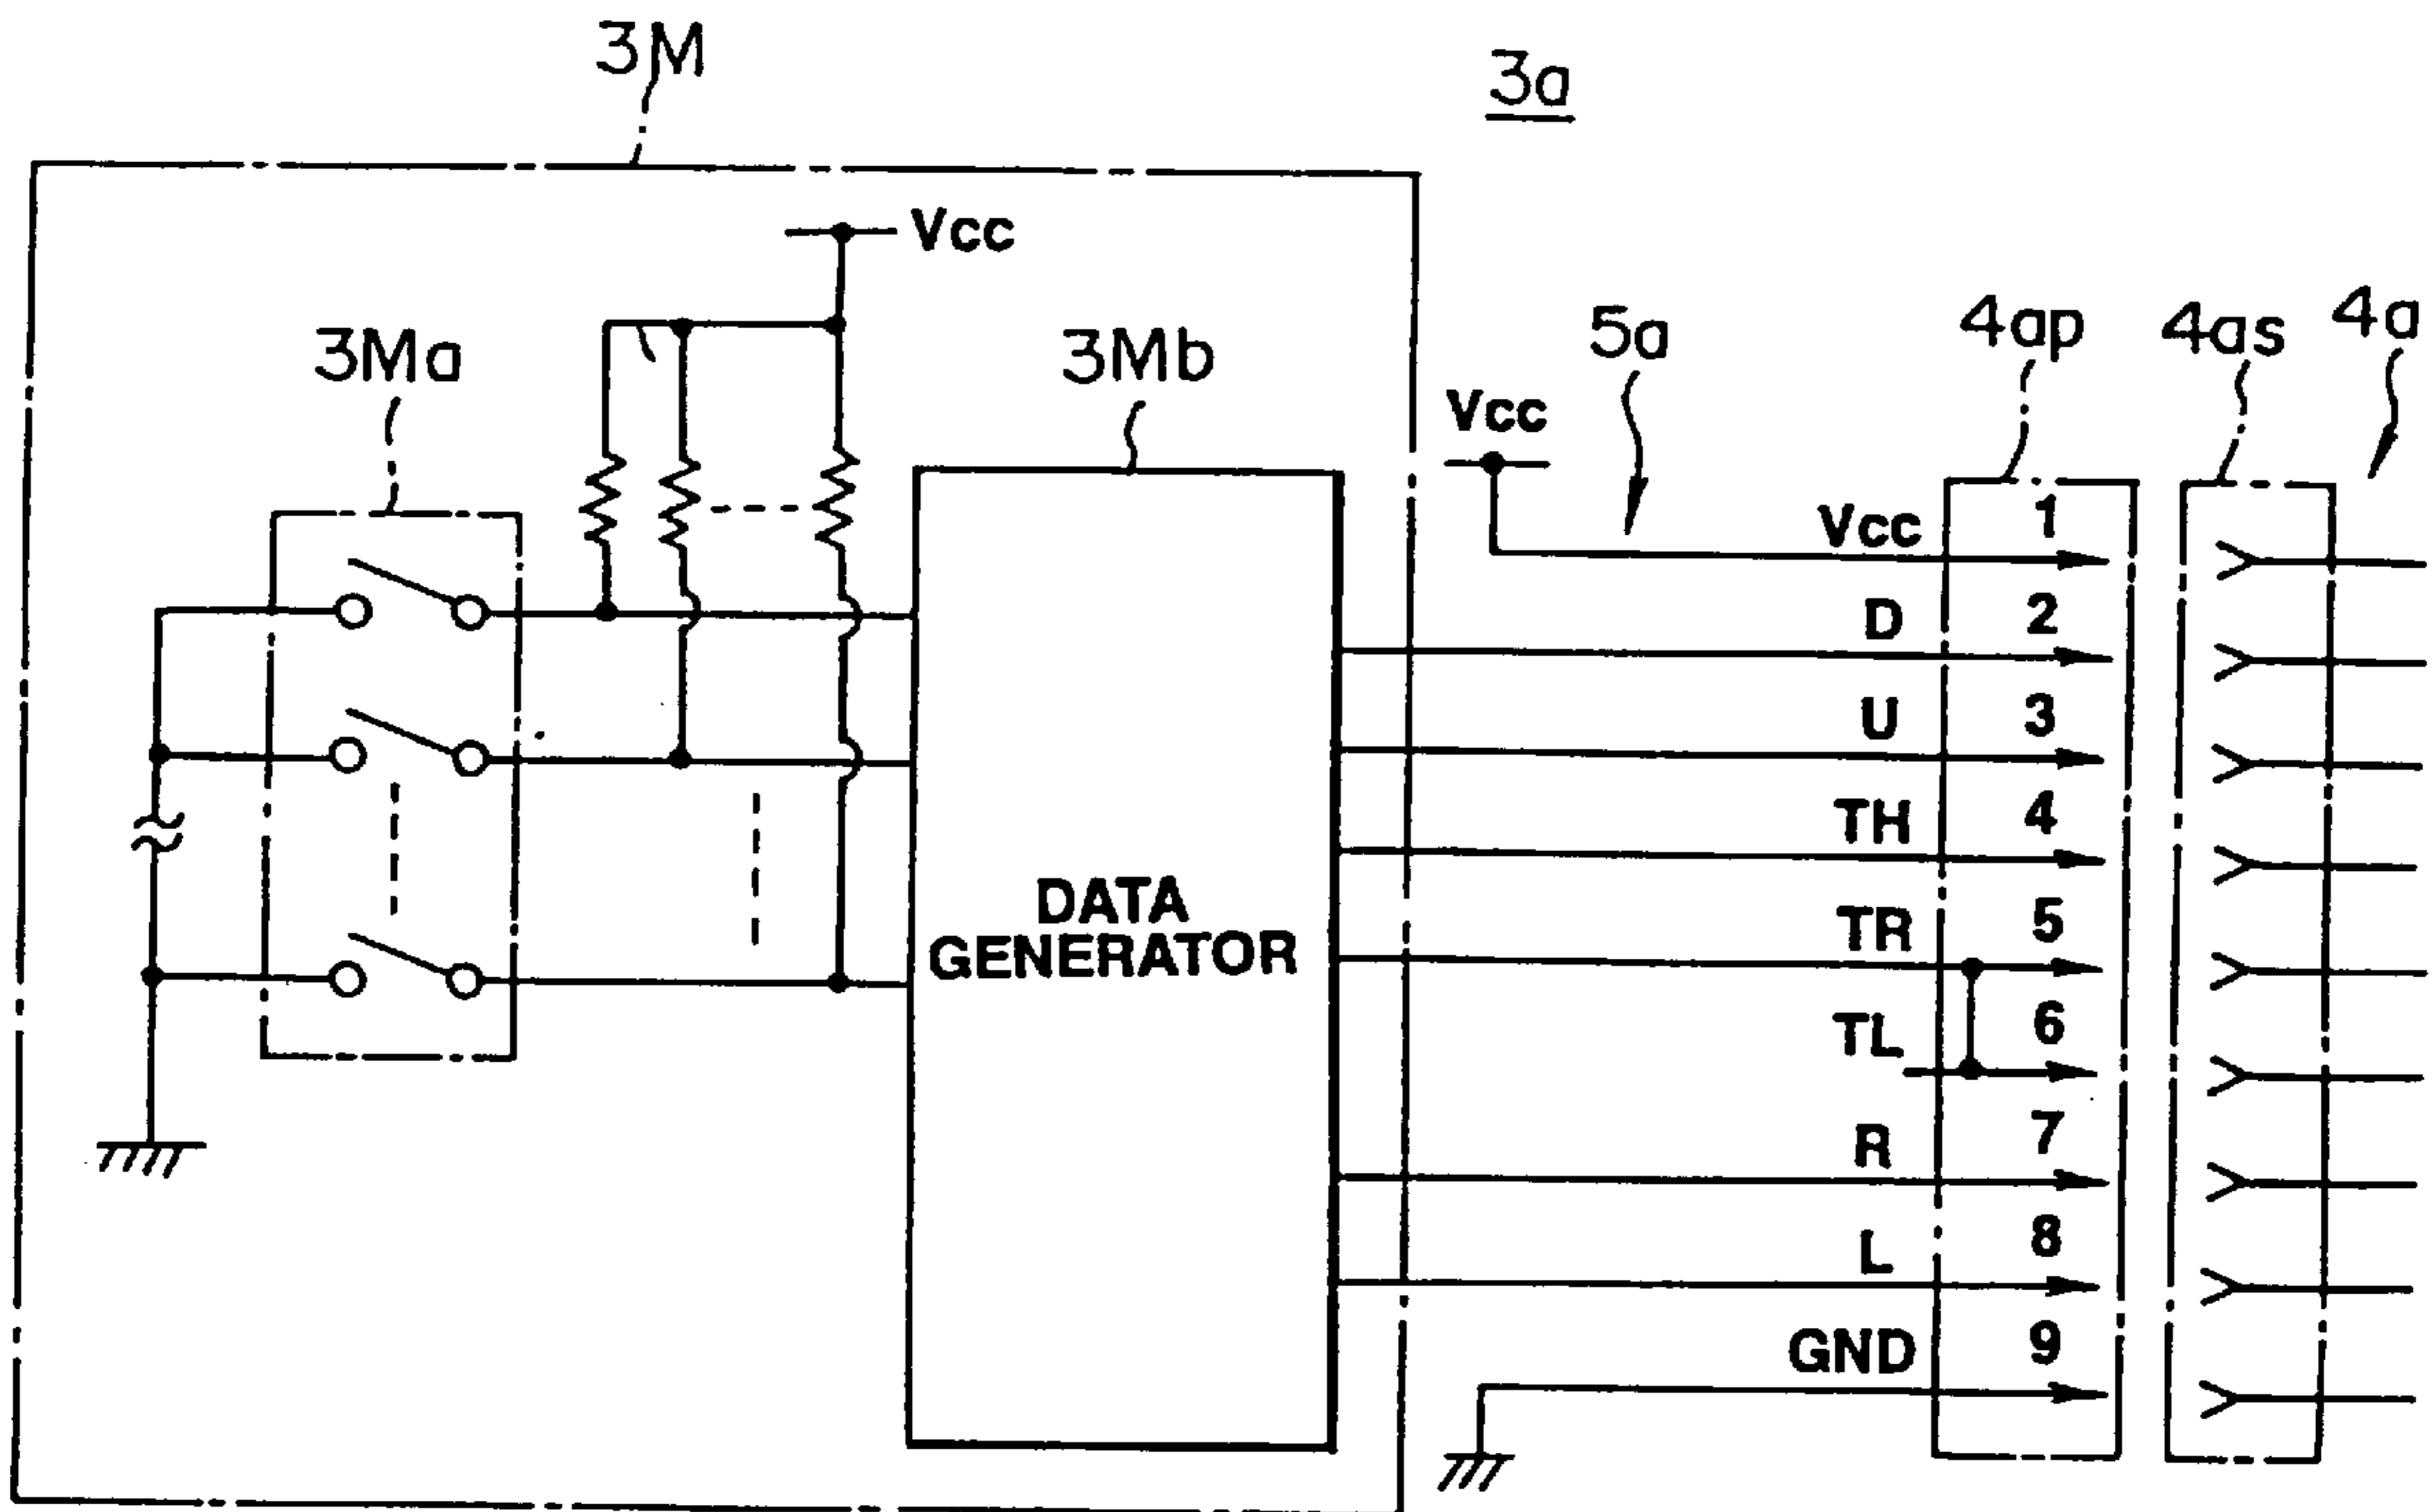 3M
3a
Vcc
3Ma
3Mb
5a
4ap
4as
4a
Vcc
Vcc 1
D 2
U 3
TH 4
TR 5
TL 6
R 7
L 8
GND 9
DATA
GENERATOR